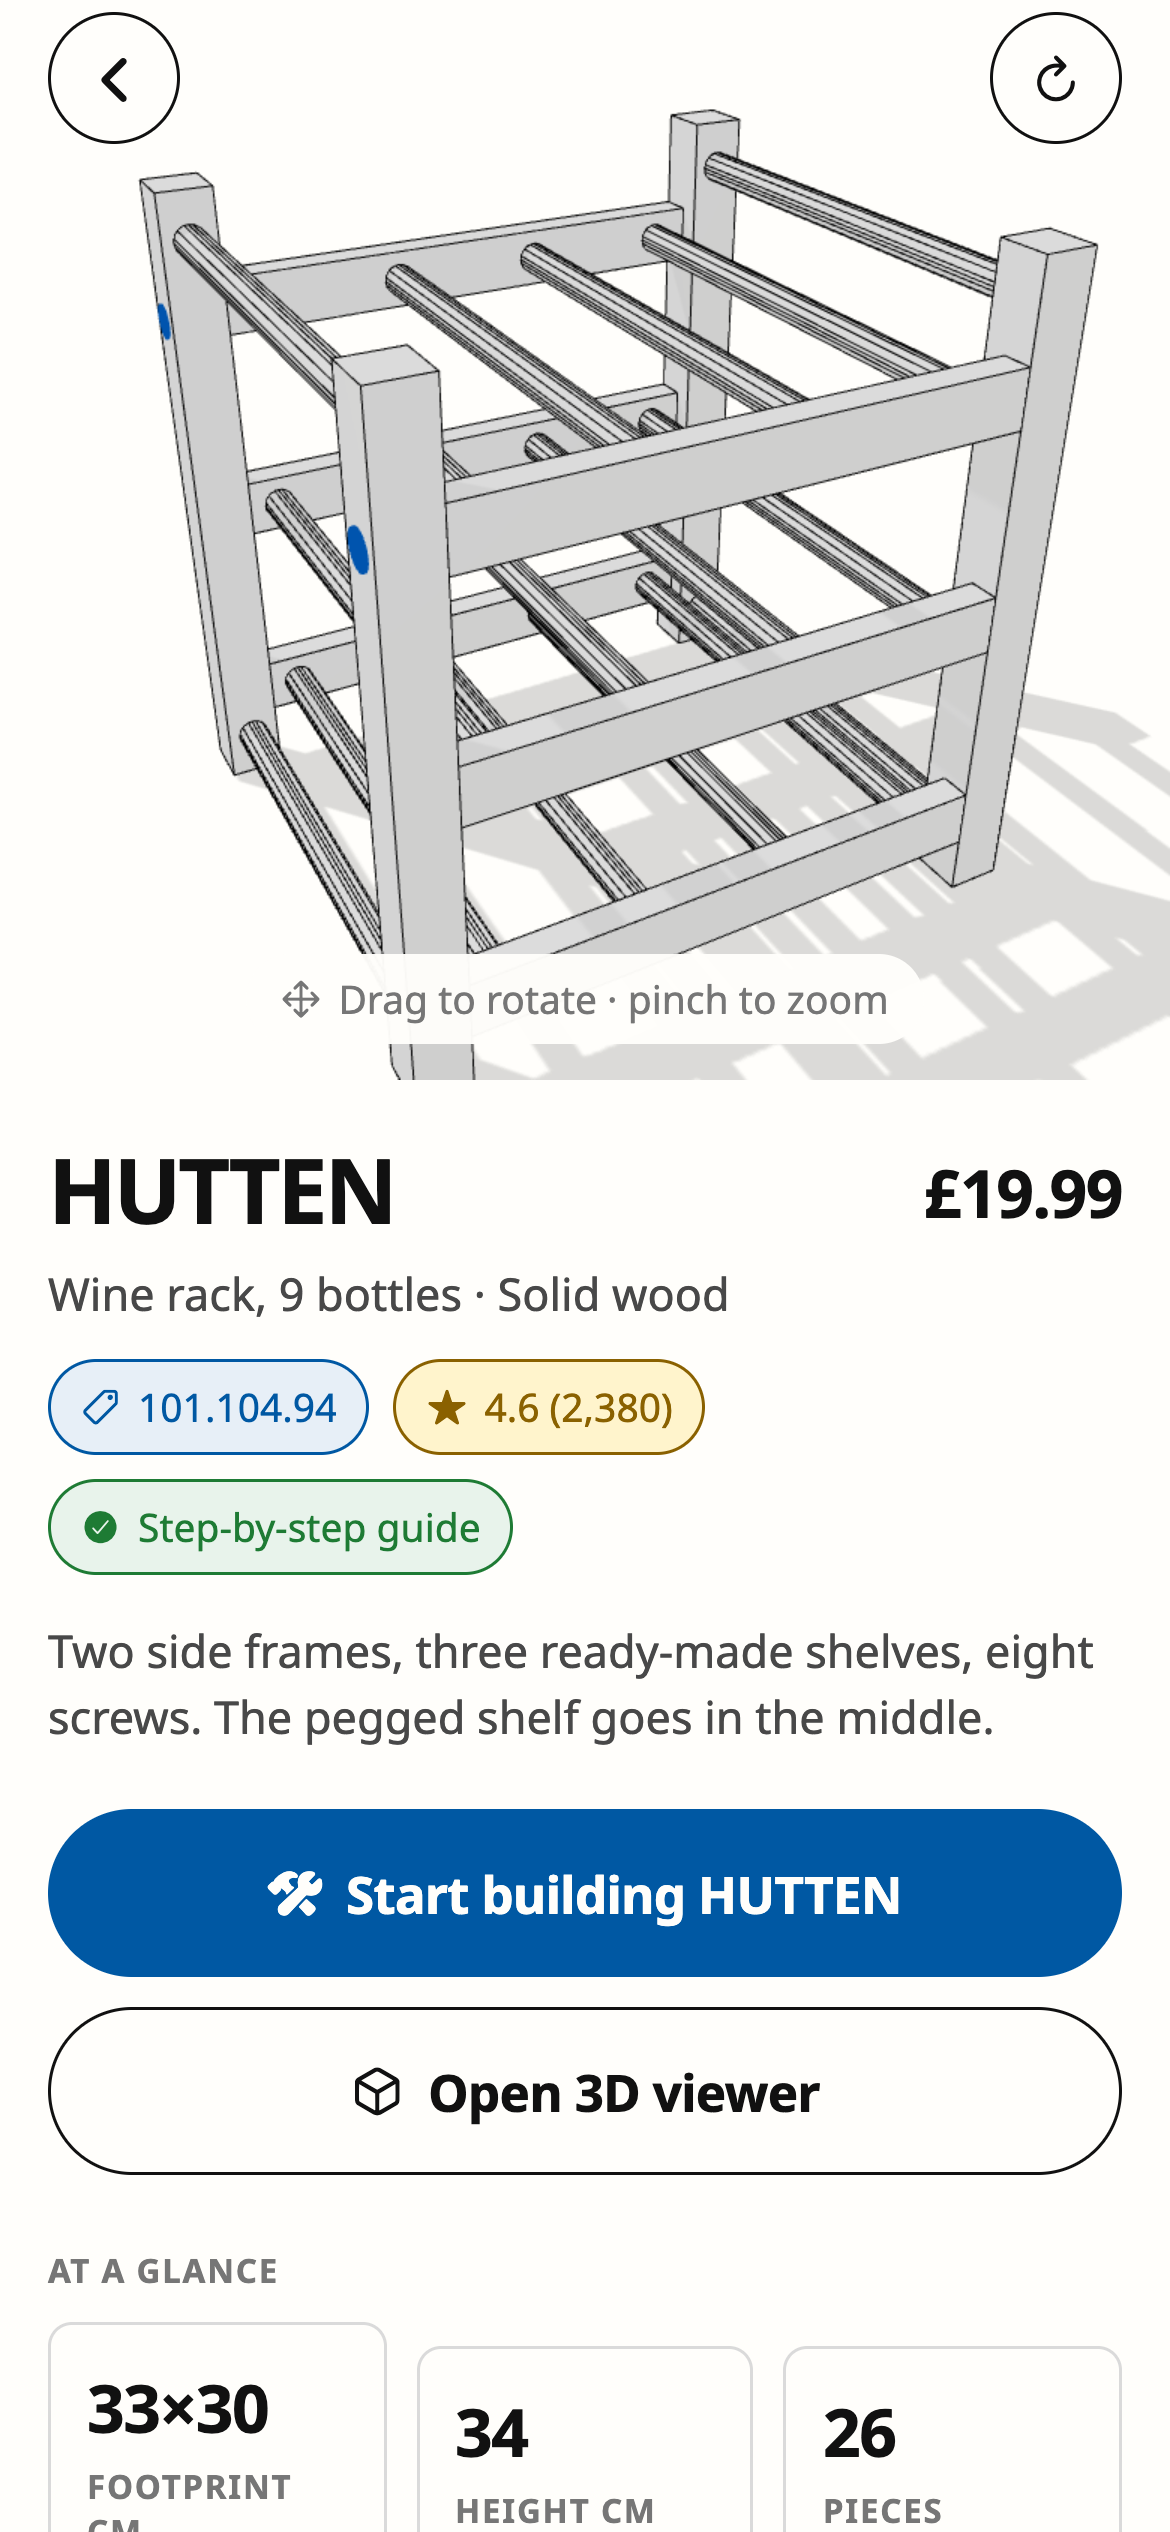 Drag to rotate · pinch to zoom
HUTTEN
£19.99
Wine rack, 9 bottles · Solid wood
101.104.94
4.6 (2,380)
Step-by-step guide
Two side frames, three ready-made shelves, eight
screws. The pegged shelf goes in the middle.
Start building HUTTEN
Open 3D viewer
AT A GLANCE
33×30
FOOTPRINT
CM
34
HEIGHT CM
26
PIECES